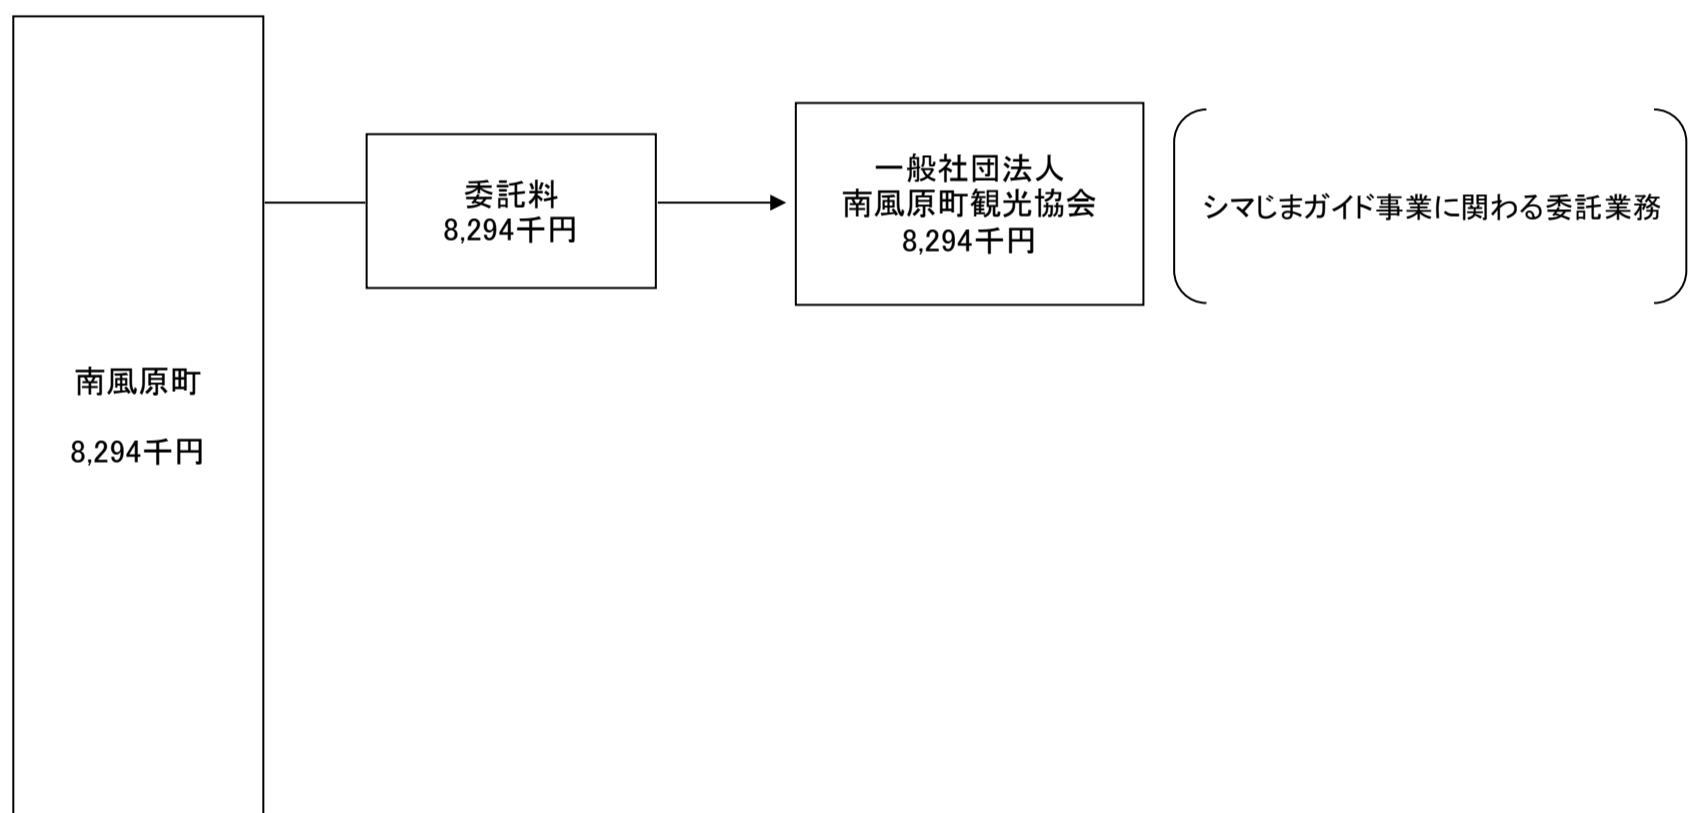 南風原町
8,294千円
委託料
8,294千円
一般社団法人
南風原町観光協会
8,294千円
シマじまガイド事業に関わる委託業務